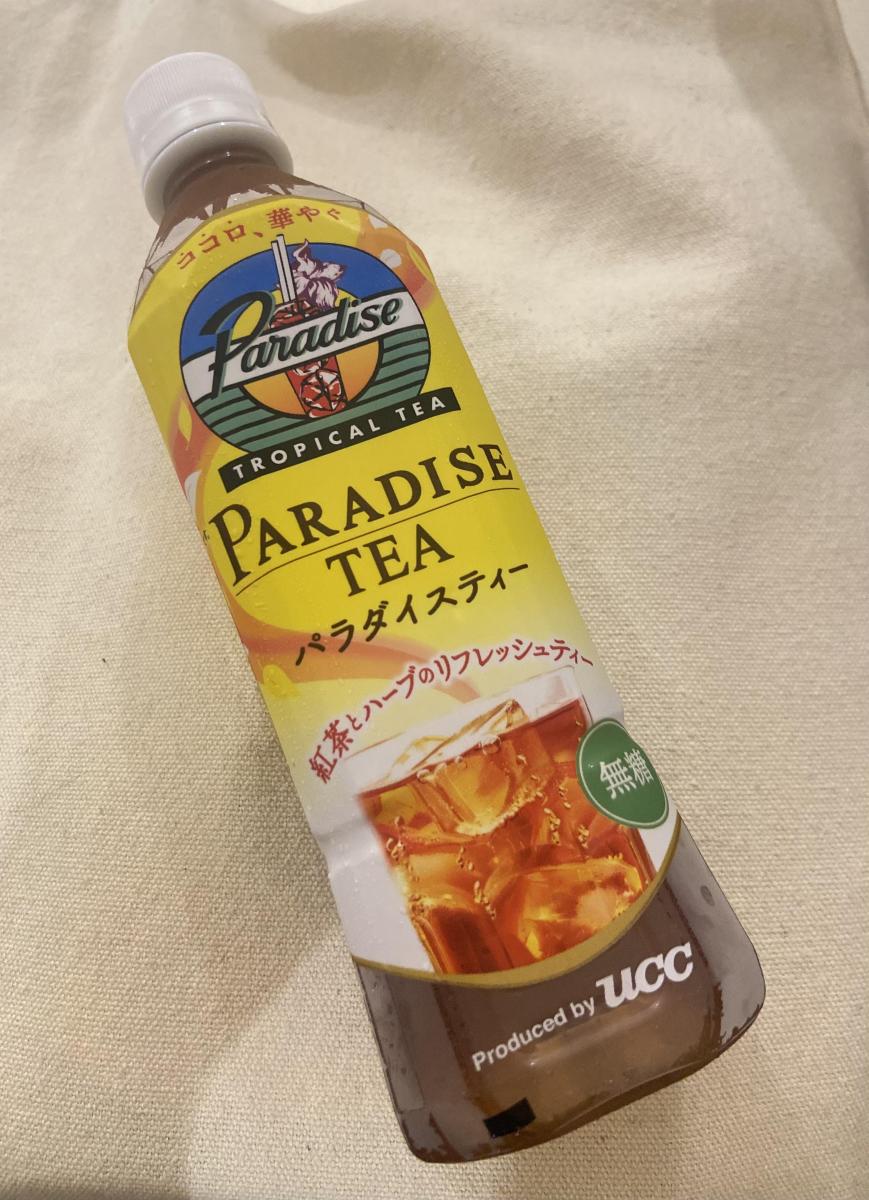 ココロ、華やぐ
Paradise
TROPICAL TEA
PARADISE
TEA
パラダイスティー
紅茶とハーブのリフレッシュティー
無糖
Produced by UCC